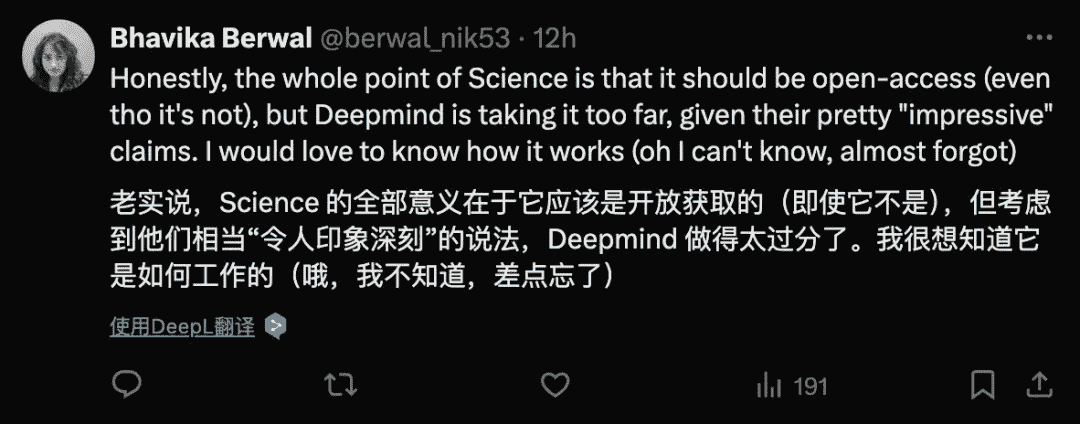 Bhavika Berwal @berwal_nik53 · 12h
Honestly, the whole point of Science is that it should be open-access (even
tho it's not), but Deepmind is taking it too far, given their pretty "impressive"
claims. I would love to know how it works (oh I can't know, almost forgot)
老实说，Science 的全部意义在于它应该是开放获取的（即使它不是），但考虑
到他们相当“令人印象深刻”的说法，Deepmind 做得太过分了。我很想知道它
是如何工作的（哦，我不知道，差点忘了）
使用DeepL翻译
191